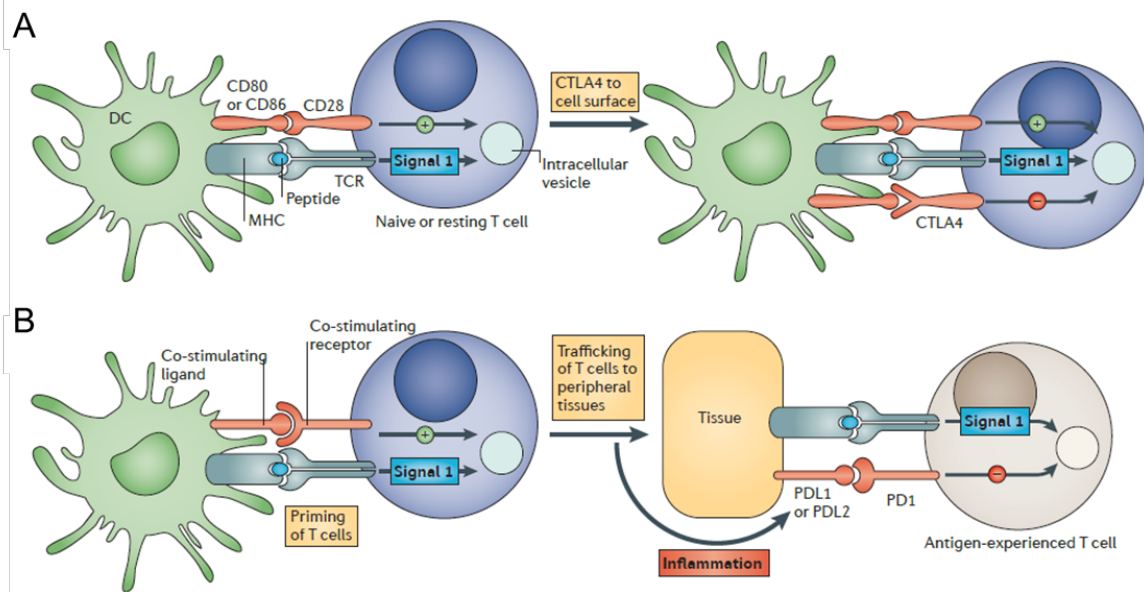 A
DC
CD80
or CD86
CD28
Signal 1
TCR
Peptide
MHC
Intracellular
vesicle
Naive or resting T cell
CTLA4 to
cell surface
Signal 1
CTLA4
B
Co-stimulating
ligand
Co-stimulating
receptor
Signal 1
Priming
of T cells
Trafficking
of T cells to
peripheral
tissues
Inflammation
Tissue
Signal 1
PDL1
or PDL2
PD1
Antigen-experienced T cell